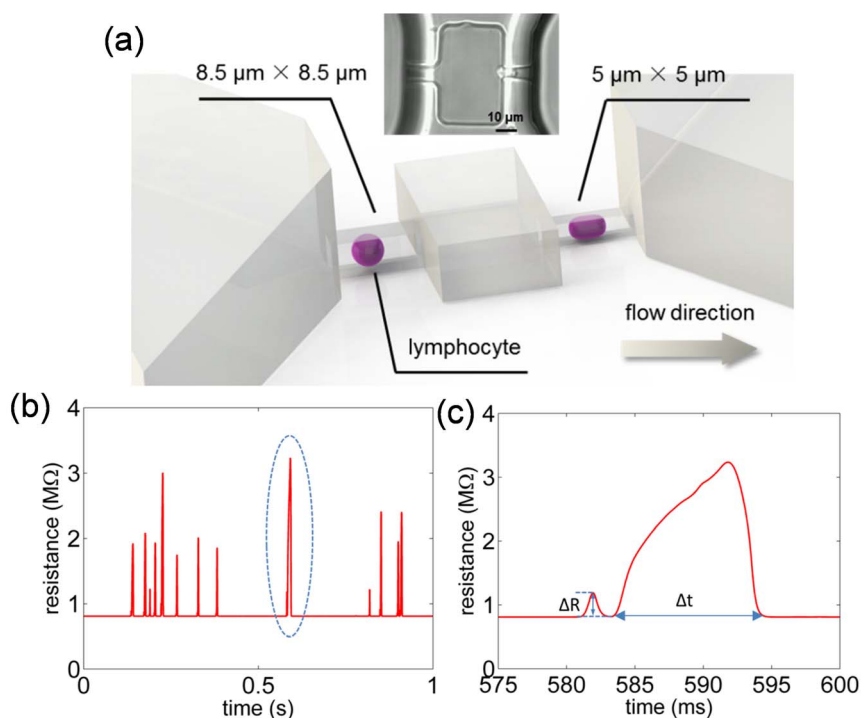 (a)
8.5 µm × 8.5 µm
10 µm
5 µm × 5 µm
lymphocyte
flow direction
(b)
4
3
2
1
0
resistance (MΩ)
0
0.5
1
time (s)
(c)
4
3
2
1
0
resistance (MΩ)
ΔR
Δt
575
580
585
590
595
600
time (ms)